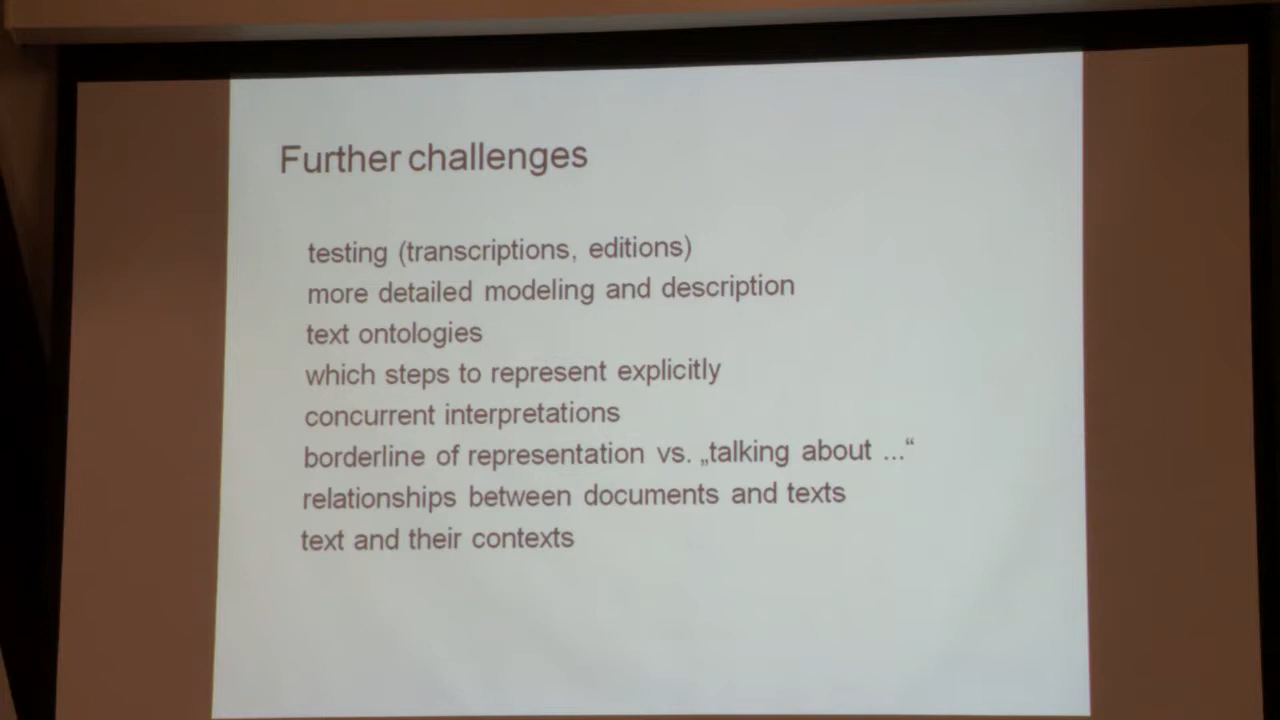 Further challenges
testing (transcriptions, editions)
more detailed modeling and description
text ontologies
which steps to represent explicitly
concurrent interpretations
borderline of representation vs. „talking about ...“
relationships between documents and texts
text and their contexts